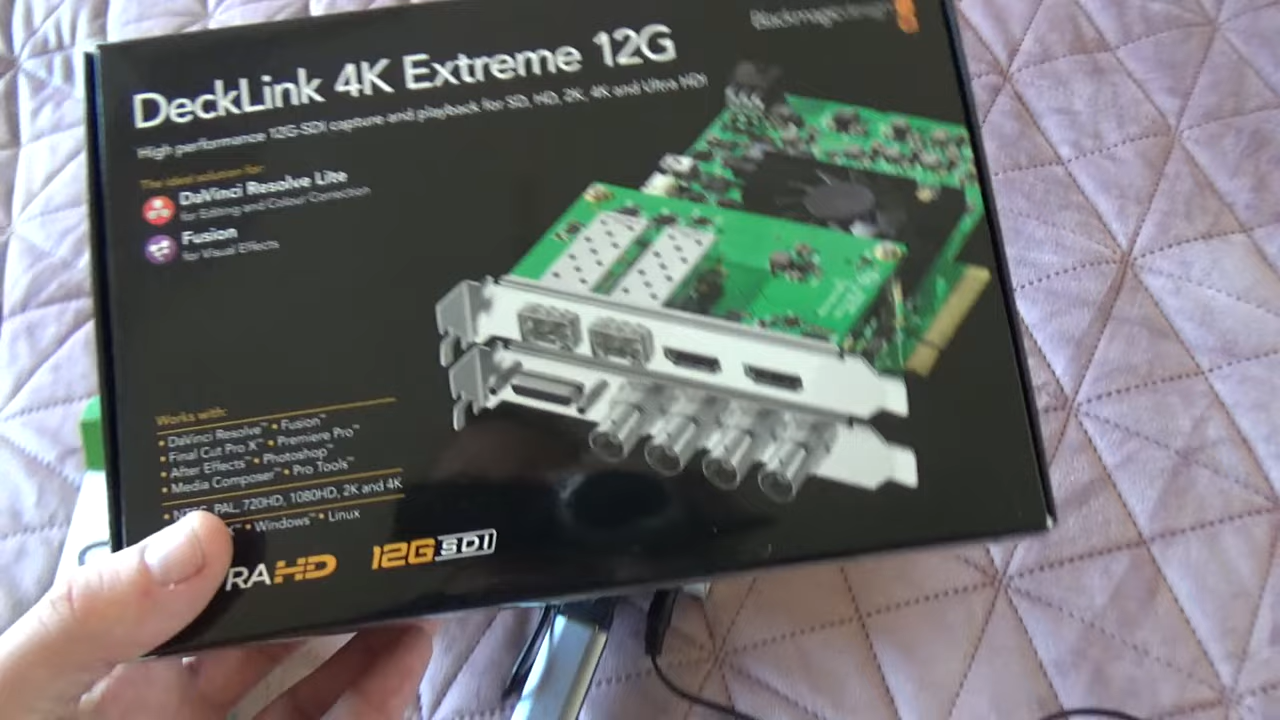 Blackmagicdesign
DeckLink 4K Extreme 12G
High performance 12G-SDI capture and playback for SD, HD, 2K, 4K and Ultra HD!
The ideal solution for:
DaVinci Resolve Lite
for Editing and Colour Correction
Fusion
for Visual Effects
Works with:
• DaVinci Resolve™ • Fusion™
• Final Cut Pro X™ • Premiere Pro™
• After Effects™ • Photoshop™
• Media Composer™ • Pro Tools™
• NTSC, PAL, 720HD, 1080HD, 2K and 4K
™ • Windows™ • Linux
RAHD
12G SDI